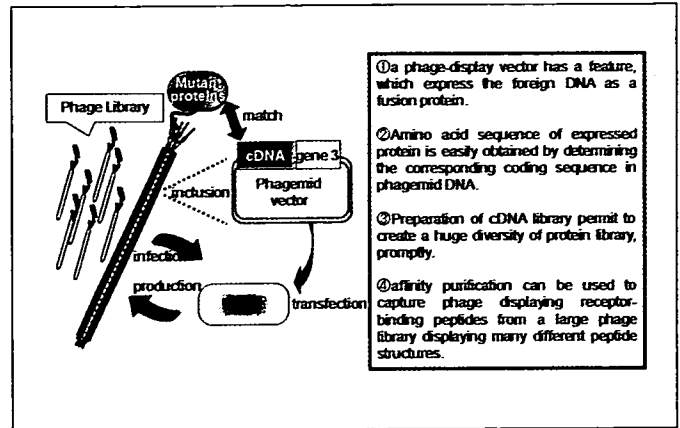 Mutant
proteins
Phage Library
match
cDNA
gene 3
Phagemid
vector
inclusion
infection
production
transfection
①a phage-display vector has a feature,
which express the foreign DNA as a
fusion protein.
②Amino acid sequence of expressed
protein is easily obtained by determining
the corresponding coding sequence in
phagemid DNA.
③Preparation of cDNA library permit to
create a huge diversity of protein library,
promptly.
④affinity purification can be used to
capture phage displaying receptor-
binding peptides from a large phage
library displaying many different peptide
structures.